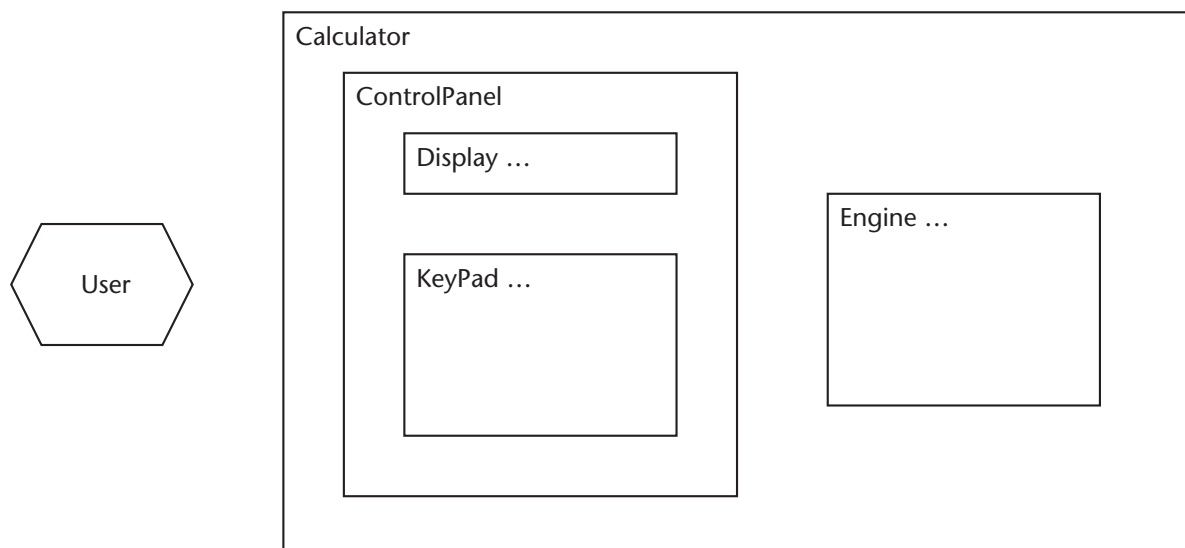 Calculator
ControlPanel
Display …
Engine …
KeyPad …
User